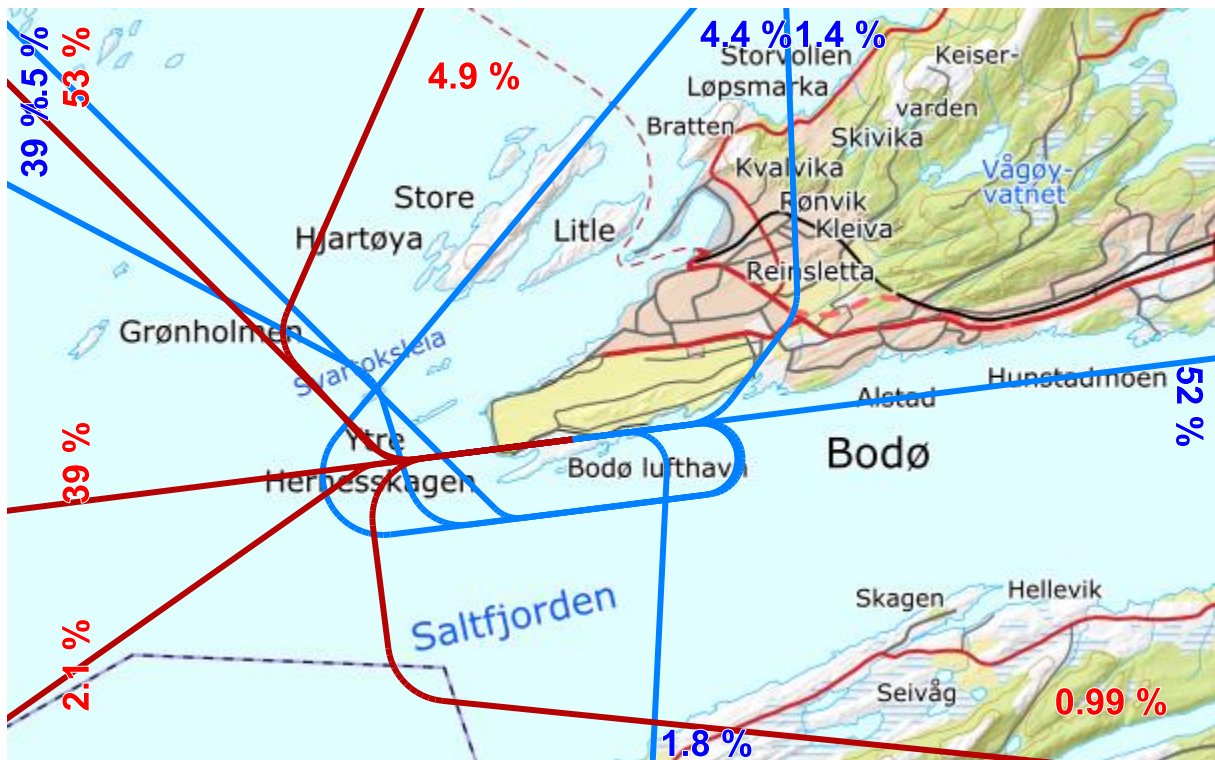 4.4 %
1.4 %
39 %
.5 %
53 %
4.9 %
Storvollen
Keiser-
varden
Løpsmarka
Bratten
Skivika
Kvalvika
Vågøy-
vatnet
Store
Hjartøya
Litle
Rønvik
Kleiva
Reinsletta
Grønholmen
Svartoksleia
Alstad
Hunstadmoen
52 %
Ytre
Hernesskagen
Bodø lufthavn
Bodø
39 %
Saltfjorden
Skagen
Hellevik
Seivåg
2.1 %
0.99 %
1.8 %